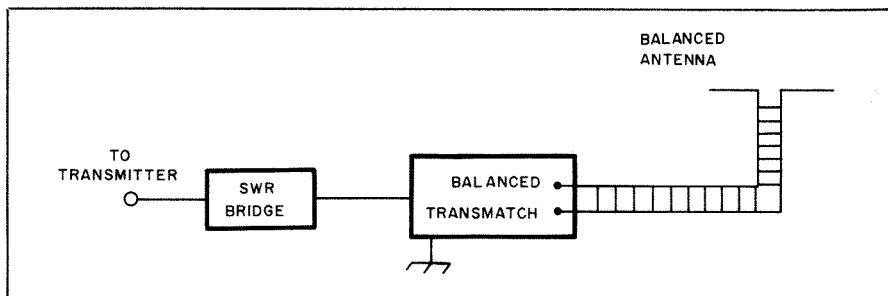 BALANCED
ANTENNA
TO
TRANSMITTER
SWR
BRIDGE
BALANCED
TRANSMATCH